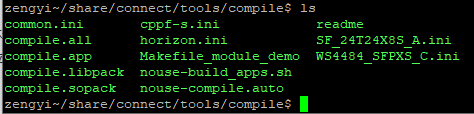 zengyi~/share/connect/tools/compile$ ls
common.ini cppf-s.ini readme
compile.all horizon.ini SF_24T24X8S_A.ini
compile.app Makefile_module_demo WS4484_SFPXS_C.ini
compile.libpack nouse-build_apps.sh
compile.sopack nouse-compile.auto
zengyi~/share/connect/tools/compile$